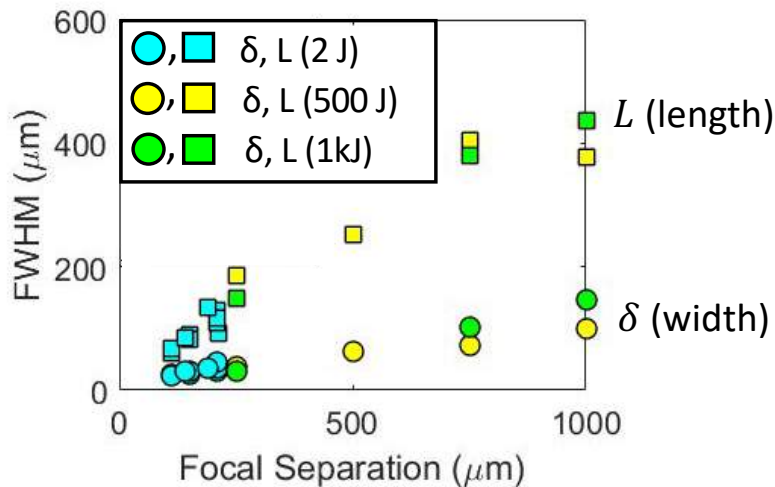 600
δ, L (2 J)
δ, L (500 J)
δ, L (1kJ)
L (length)
400
FWHM (μm)
200
δ (width)
0
0
500
1000
Focal Separation (μm)